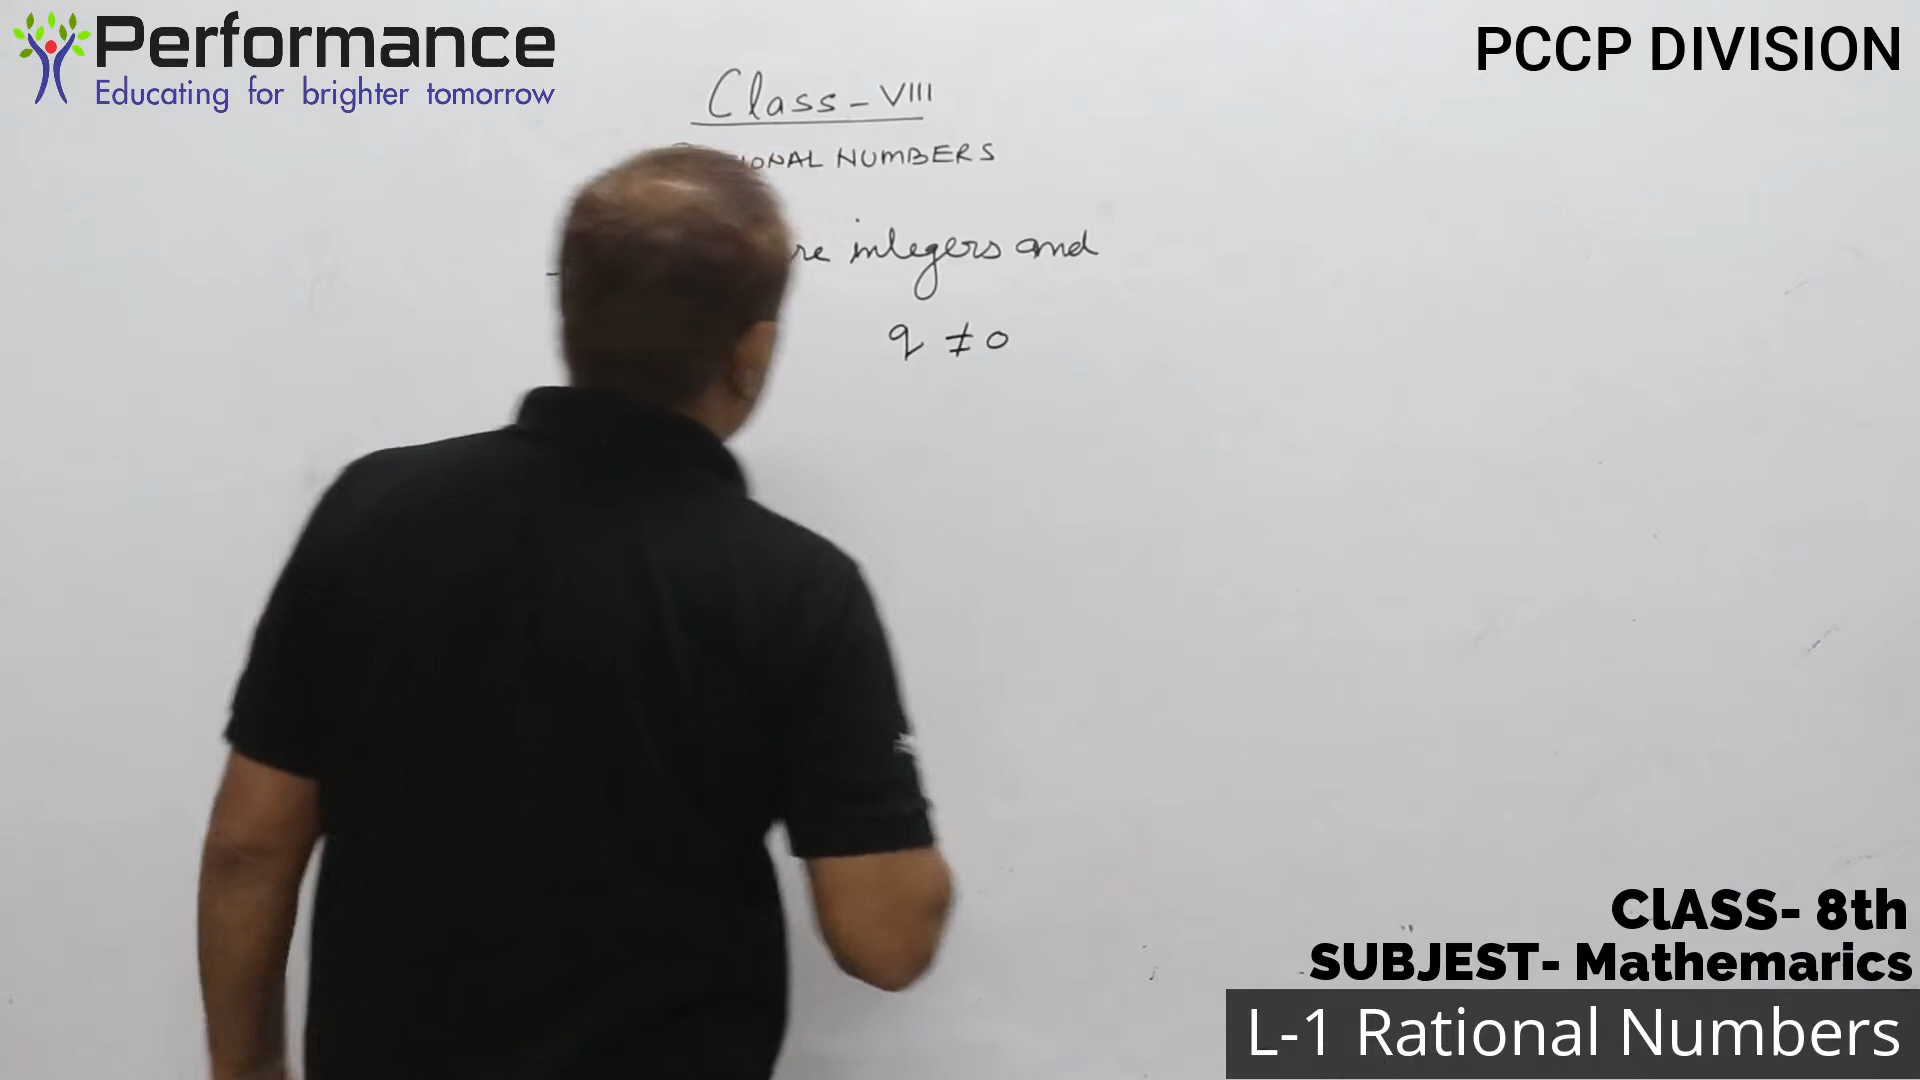 Performance
Educating for brighter tomorrow
PCCP DIVISION
Class - VIII
NUMBERS
integers and
q ≠ 0
ClASS- 8th
SUBJEST- Mathemarics
L-1 Rational Numbers